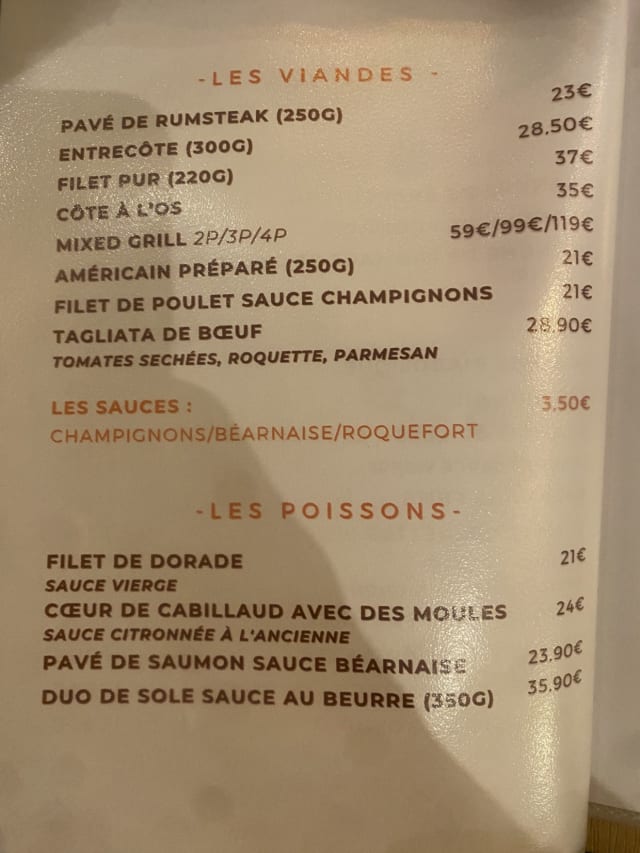 -LES VIANDES -
PAVÉ DE RUMSTEAK (250G) 23€
ENTRECÔTE (300G) 28.50€
FILET PUR (220G) 37€
CÔTE À L'OS 35€
MIXED GRILL 2P/3P/4P 59€/99€/119€
AMÉRICAIN PRÉPARÉ (250G) 21€
FILET DE POULET SAUCE CHAMPIGNONS 21€
TAGLIATA DE BŒUF 28.90€
TOMATES SECHÉES, ROQUETTE, PARMESAN
LES SAUCES : 3.50€
CHAMPIGNONS/BÉARNAISE/ROQUEFORT
-LES POISSONS-
FILET DE DORADE 21€
SAUCE VIERGE
CŒUR DE CABILLAUD AVEC DES MOULES 24€
SAUCE CITRONNÉE À L'ANCIENNE
PAVÉ DE SAUMON SAUCE BÉARNAISE 23.90€
DUO DE SOLE SAUCE AU BEURRE (350G) 35.90€